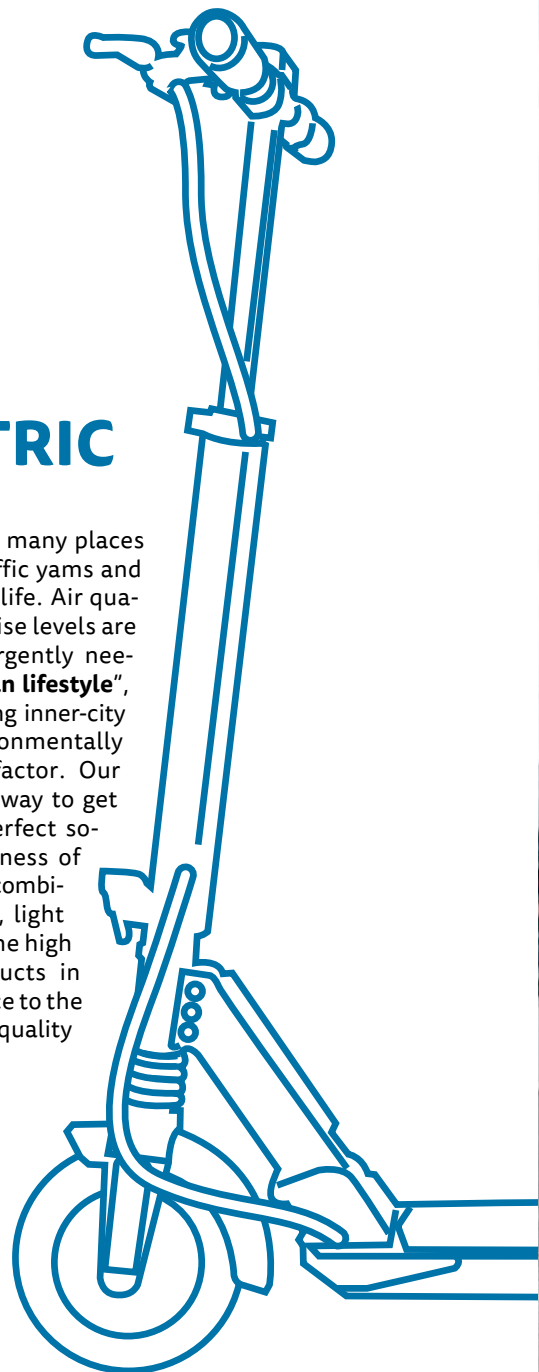 TRIC
many places
ffic yams and
life. Air qua-
ise levels are
rgently nee-
n lifestyle",
ng inner-city
onmentally
factor. Our
way to get
erfect so-
ness of
combi-
, light
he high
ucts in
ce to the
quality